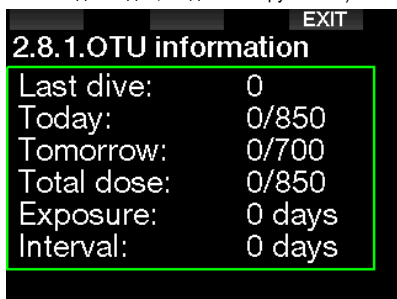 EXIT
2.8.1.OTU information
Last dive: 0
Today: 0/850
Tomorrow: 0/700
Total dose: 0/850
Exposure: 0 days
Interval: 0 days